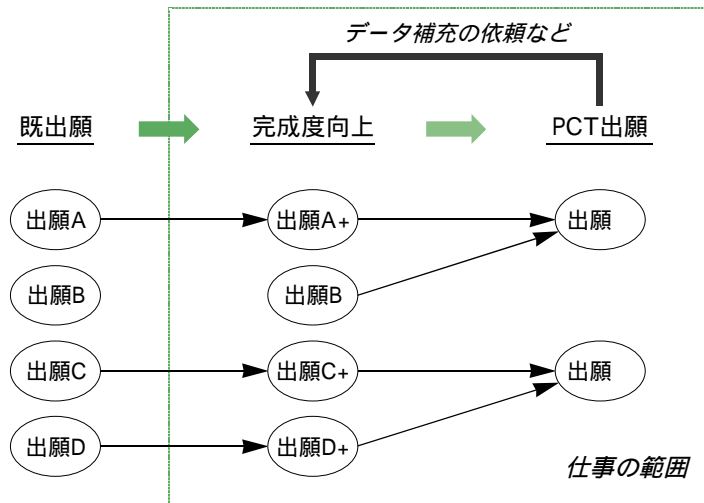 データ補充の依頼など
既出願
完成度向上
PCT出願
出願A
出願A+
出願
出願B
出願B
出願C
出願C+
出願
出願D
出願D+
仕事の範囲